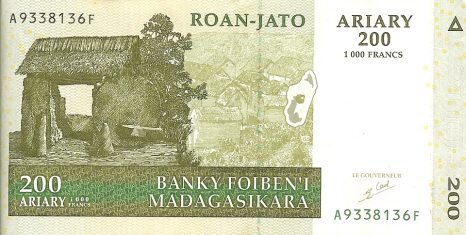 A9338136F
ROAN-JATO
ARIARY
200
1 000 FRANCS
LE GOUVERNEUR
200
ARIARY 1 000 FRANCS
BANKY FOIBEN'I
MADAGASIKARA
A9338136F
200